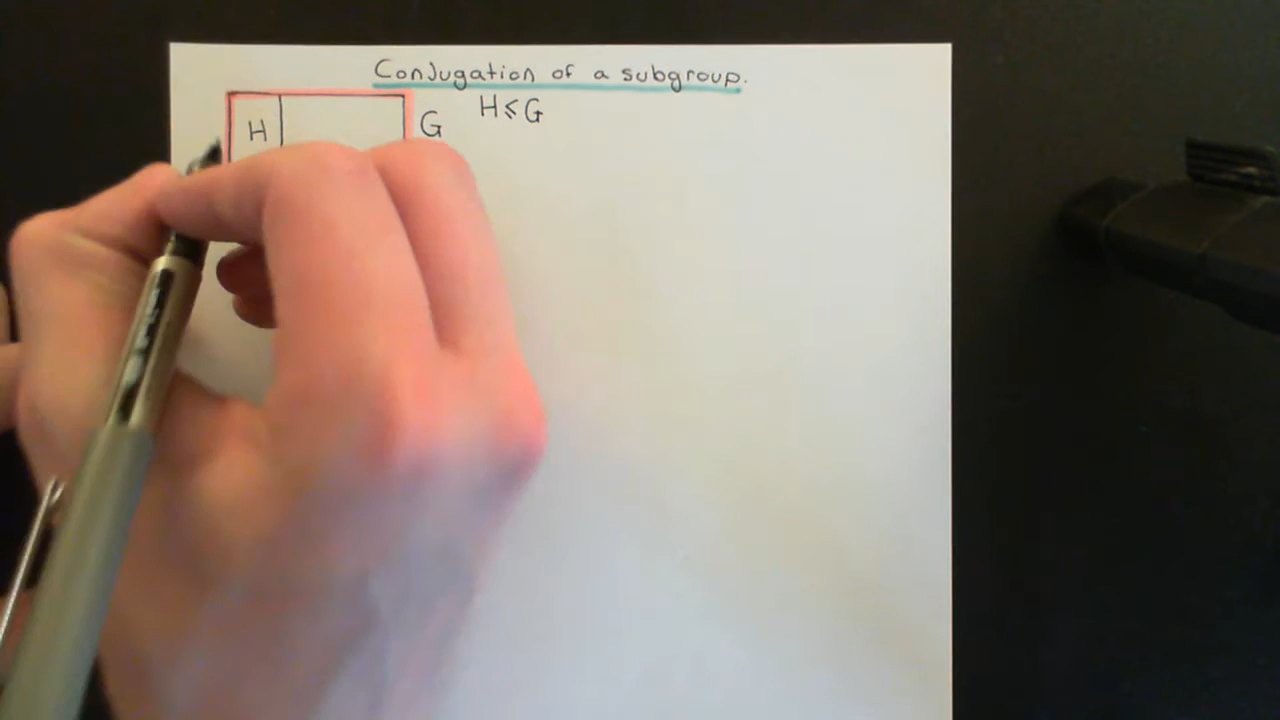 Conjugation of a subgroup.
H≤G
H G